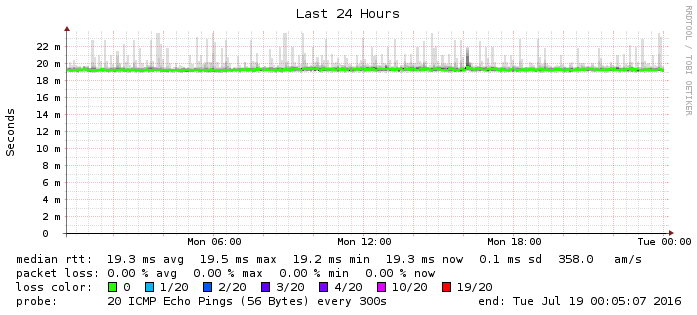 Last 24 Hours
RRDTOOL / TOBI OETIKER
Seconds
22 m
20 m
18 m
16 m
14 m
12 m
10 m
8 m
6 m
4 m
2 m
0
Mon 06:00 Mon 12:00 Mon 18:00 Tue 00:00
median rtt: 19.3 ms avg 19.5 ms max 19.2 ms min 19.3 ms now 0.1 ms sd 358.0 am/s
packet loss: 0.00 % avg 0.00 % max 0.00 % min 0.00 % now
loss color: 0 1/20 2/20 3/20 4/20 10/20 19/20
probe: 20 ICMP Echo Pings (56 Bytes) every 300s end: Tue Jul 19 00:05:07 2016